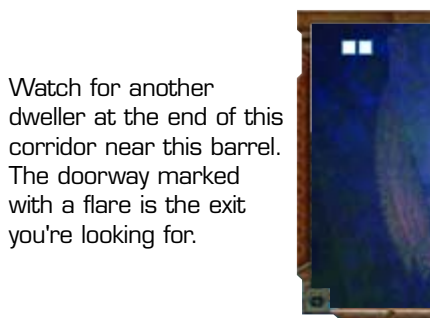 Watch for another
dweller at the end of this
corridor near this barrel.
The doorway marked
with a flare is the exit
you're looking for.